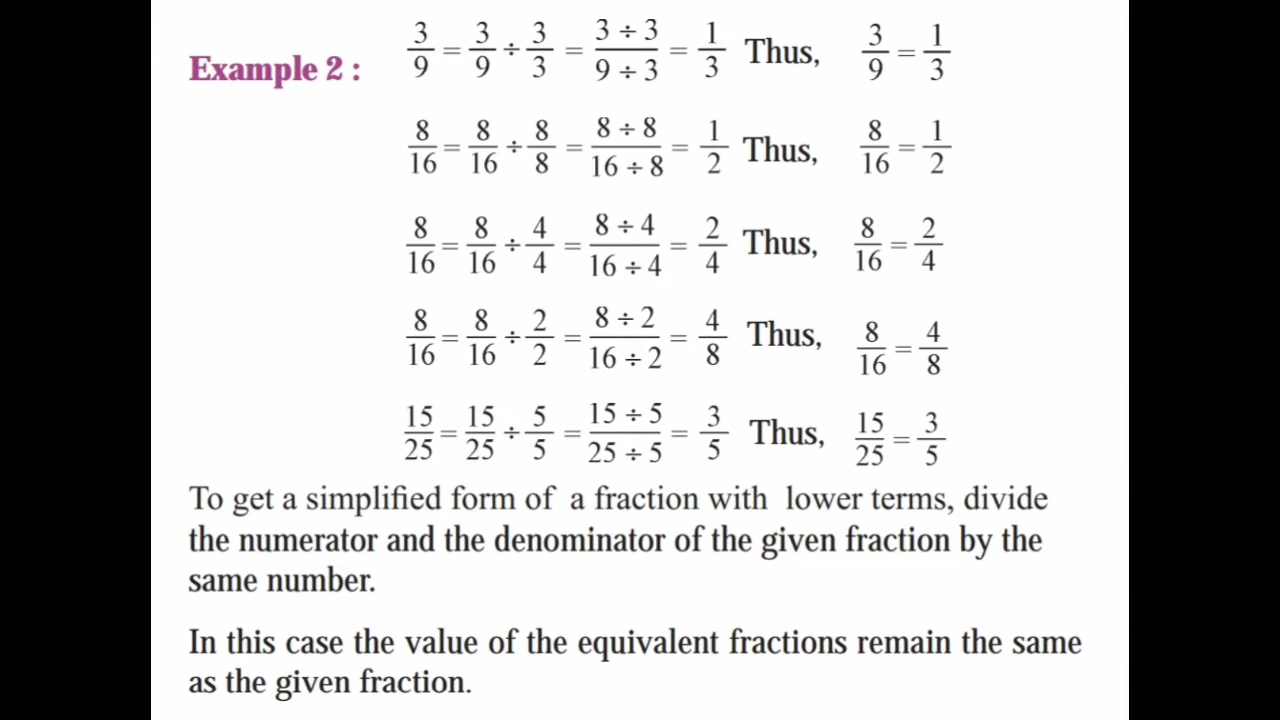 Example 2 : 3/9 = 3/9 ÷ 3/3 = 3 ÷ 3/9 ÷ 3 = 1/3 Thus, 3/9 = 1/3
8/16 = 8/16 ÷ 8/8 = 8 ÷ 8/16 ÷ 8 = 1/2 Thus, 8/16 = 1/2
8/16 = 8/16 ÷ 4/4 = 8 ÷ 4/16 ÷ 4 = 2/4 Thus, 8/16 = 2/4
8/16 = 8/16 ÷ 2/2 = 8 ÷ 2/16 ÷ 2 = 4/8 Thus, 8/16 = 4/8
15/25 = 15/25 ÷ 5/5 = 15 ÷ 5/25 ÷ 5 = 3/5 Thus, 15/25 = 3/5
To get a simplified form of a fraction with lower terms, divide
the numerator and the denominator of the given fraction by the
same number.
In this case the value of the equivalent fractions remain the same
as the given fraction.